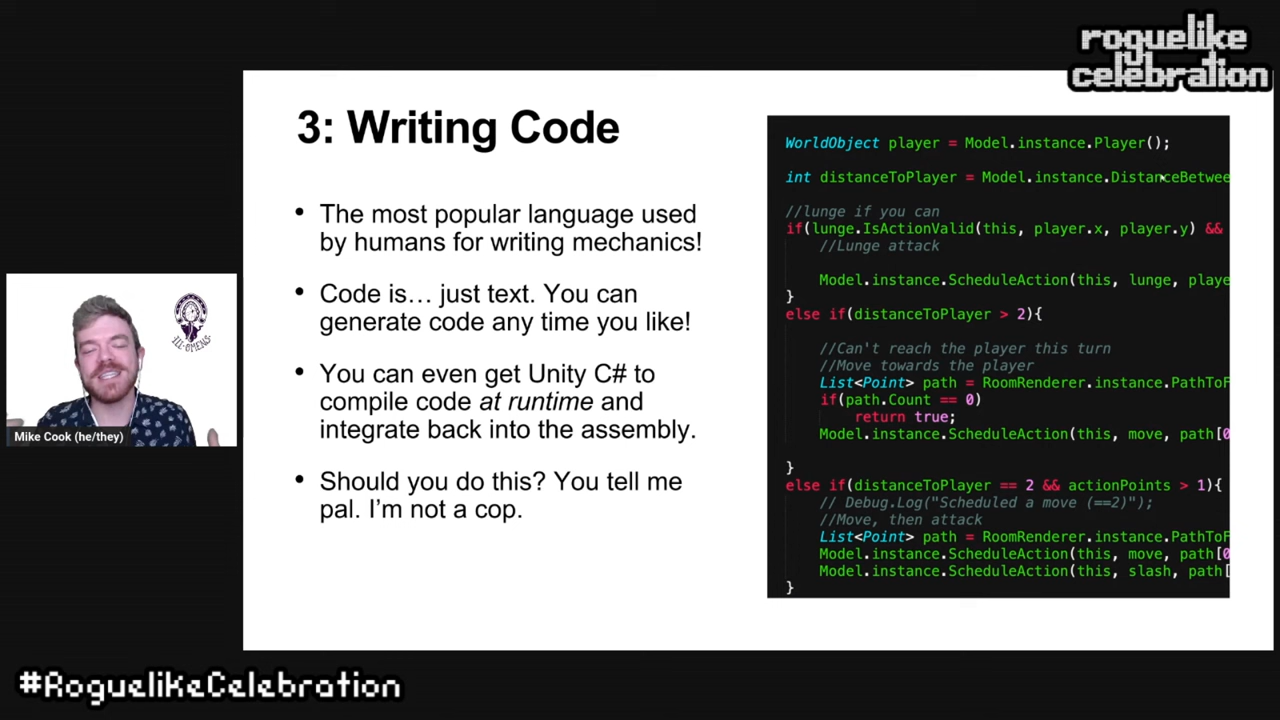 roguelike
celebration
3: Writing Code
• The most popular language used
by humans for writing mechanics!
• Code is… just text. You can
generate code any time you like!
• You can even get Unity C# to
compile code at runtime and
integrate back into the assembly.
• Should you do this? You tell me
pal. I’m not a cop.
WorldObject player = Model.instance.Player();
int distanceToPlayer = Model.instance.DistanceBetwee
//lunge if you can
if(lunge.IsActionValid(this, player.x, player.y) &&
//Lunge attack
Model.instance.ScheduleAction(this, lunge, playe
}
else if(distanceToPlayer > 2){
//Can't reach the player this turn
//Move towards the player
List<Point> path = RoomRenderer.instance.PathToF
if(path.Count == 0)
return true;
Model.instance.ScheduleAction(this, move, path[0
}
else if(distanceToPlayer == 2 && actionPoints > 1){
// Debug.Log("Scheduled a move (==2)");
//Move, then attack
List<Point> path = RoomRenderer.instance.PathToF
Model.instance.ScheduleAction(this, move, path[0
Model.instance.ScheduleAction(this, slash, path[
}
ILL OMENS
Mike Cook (he/they)
#RoguelikeCelebration